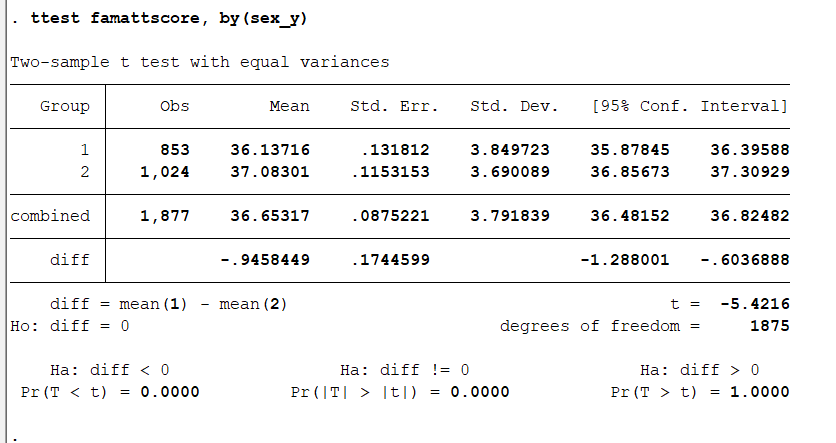 . ttest famattscore, by(sex_y)
Two-sample t test with equal variances
Group Obs Mean Std. Err. Std. Dev. [95% Conf. Interval]
1 853 36.13716 .131812 3.849723 35.87845 36.39588
2 1,024 37.08301 .1153153 3.690089 36.85673 37.30929
combined 1,877 36.65317 .0875221 3.791839 36.48152 36.82482
diff -.9458449 .1744599 -1.288001 -.6036888
diff = mean(1) - mean(2) t = -5.4216
Ho: diff = 0 degrees of freedom = 1875
Ha: diff < 0 Ha: diff != 0 Ha: diff > 0
Pr(T < t) = 0.0000 Pr(|T| > |t|) = 0.0000 Pr(T > t) = 1.0000
.